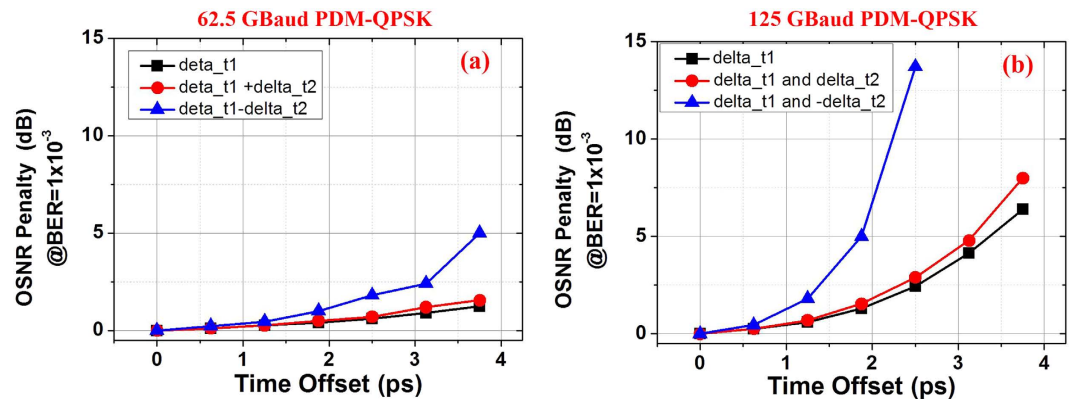 62.5 GBaud PDM-QPSK
15
10
5
0
0
1
2
3
4
OSNR Penalty (dB)
@BER=1x10⁻³
Time Offset (ps)
deta_t1
deta_t1 +delta_t2
deta_t1-delta_t2
(a)
125 GBaud PDM-QPSK
15
10
5
0
0
1
2
3
4
OSNR Penalty (dB)
@BER=1x10⁻³
Time Offset (ps)
delta_t1
delta_t1 and delta_t2
delta_t1 and -delta_t2
(b)